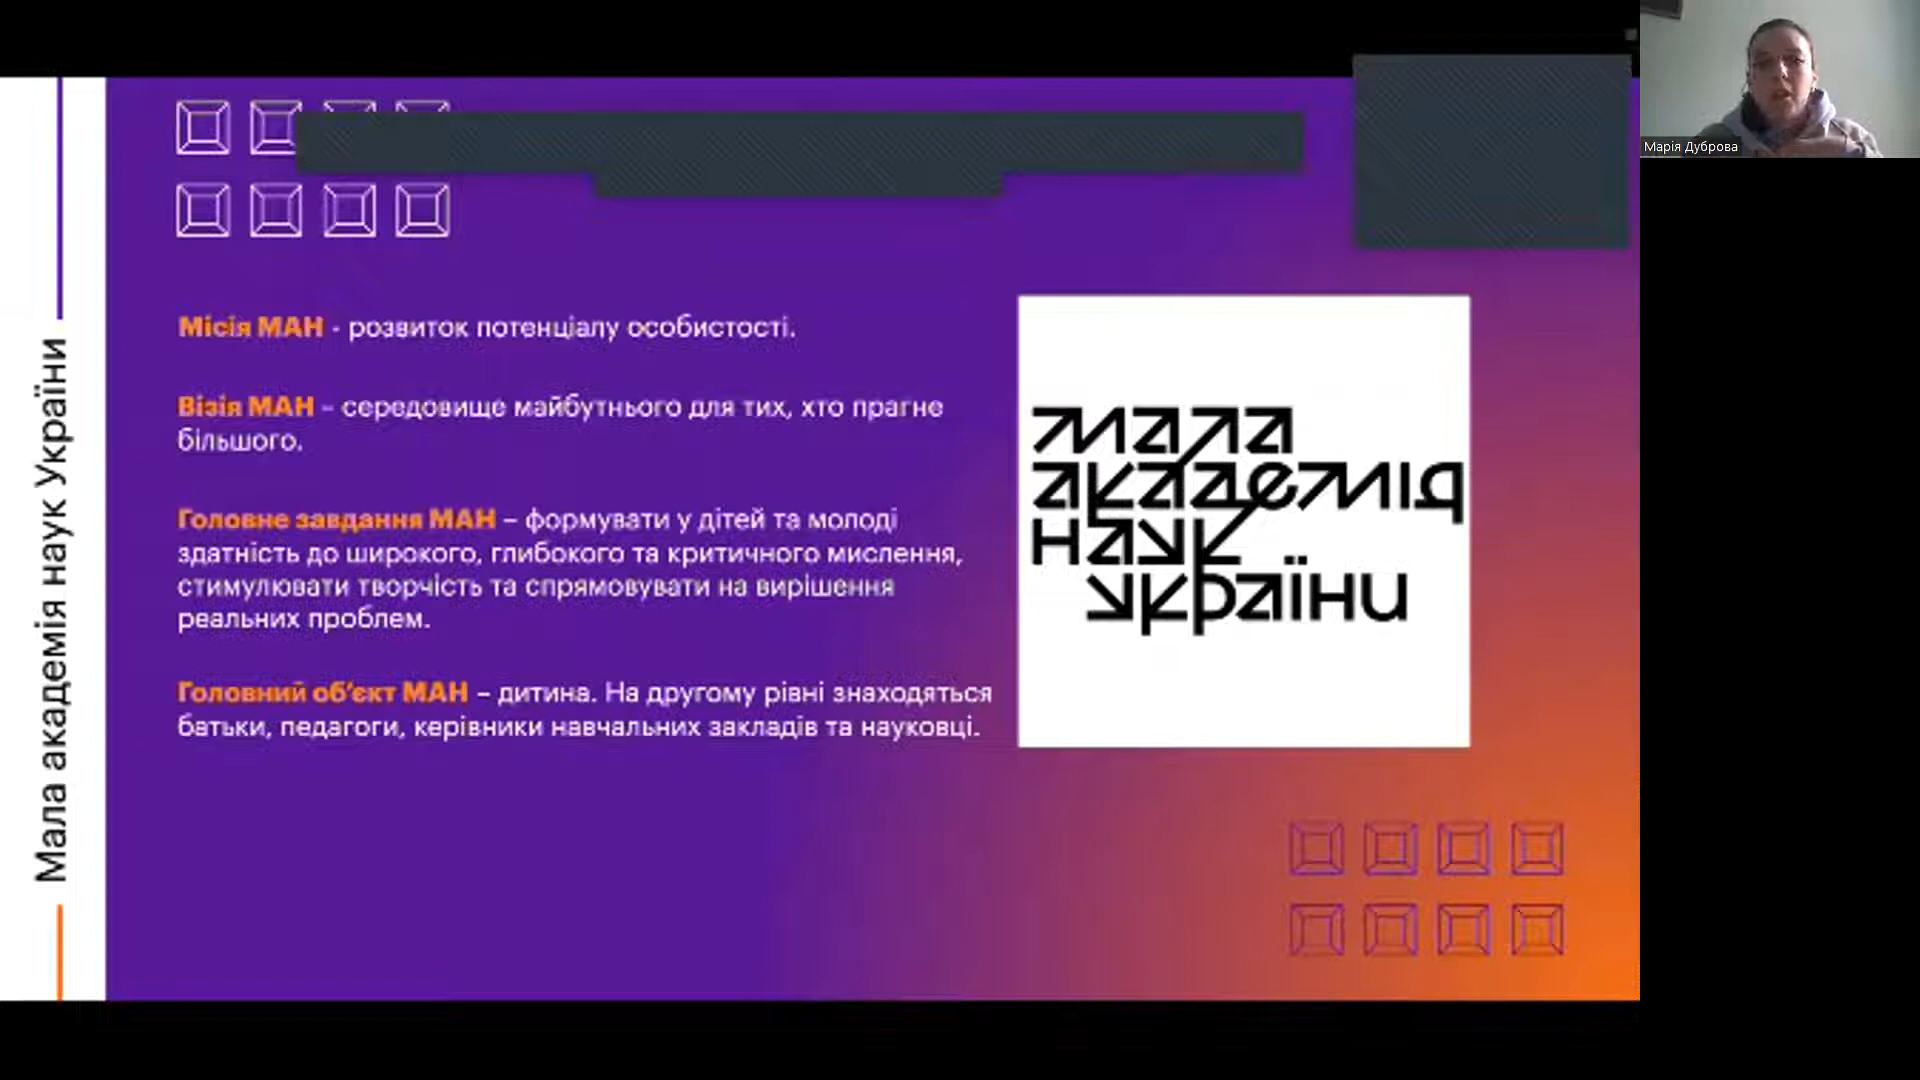 Мала академія наук України
Місія МАН - розвиток потенціалу особистості.
Візія МАН – середовище майбутнього для тих, хто прагне
більшого.
Головне завдання МАН – формувати у дітей та молоді
здатність до широкого, глибокого та критичного мислення,
стимулювати творчість та спрямовувати на вирішення
реальних проблем.
Головний об’єкт МАН – дитина. На другому рівні знаходяться
батьки, педагоги, керівники навчальних закладів та науковці.
мала
академія
наук
україни
Марія Дуброва